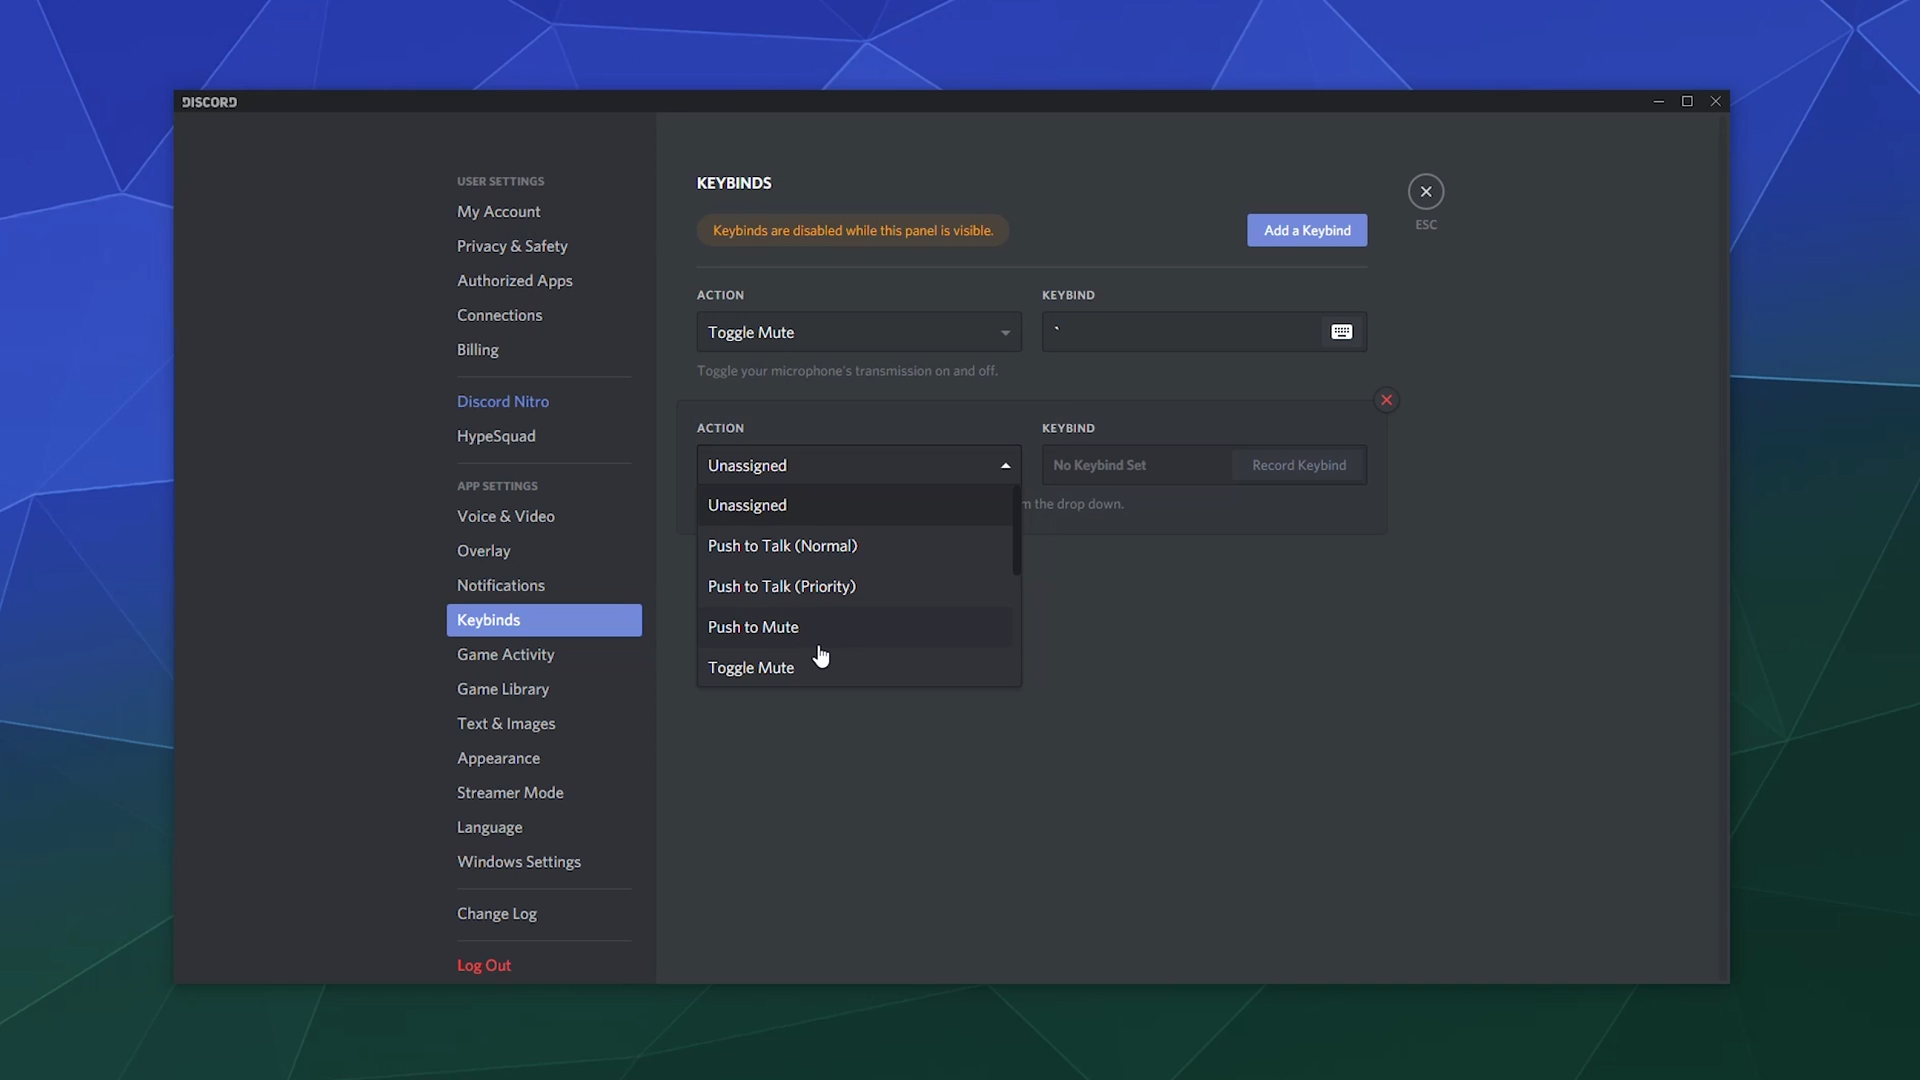 DISCORD
USER SETTINGS
My Account
Privacy & Safety
Authorized Apps
Connections
Billing
Discord Nitro
HypeSquad
APP SETTINGS
Voice & Video
Overlay
Notifications
Keybinds
Game Activity
Game Library
Text & Images
Appearance
Streamer Mode
Language
Windows Settings
Change Log
Log Out
KEYBINDS
Keybinds are disabled while this panel is visible.
Add a Keybind
ESC
ACTION KEYBIND
Toggle Mute `
Toggle your microphone's transmission on and off.
ACTION KEYBIND
Unassigned No Keybind Set Record Keybind
Unassigned the drop down.
Push to Talk (Normal)
Push to Talk (Priority)
Push to Mute
Toggle Mute